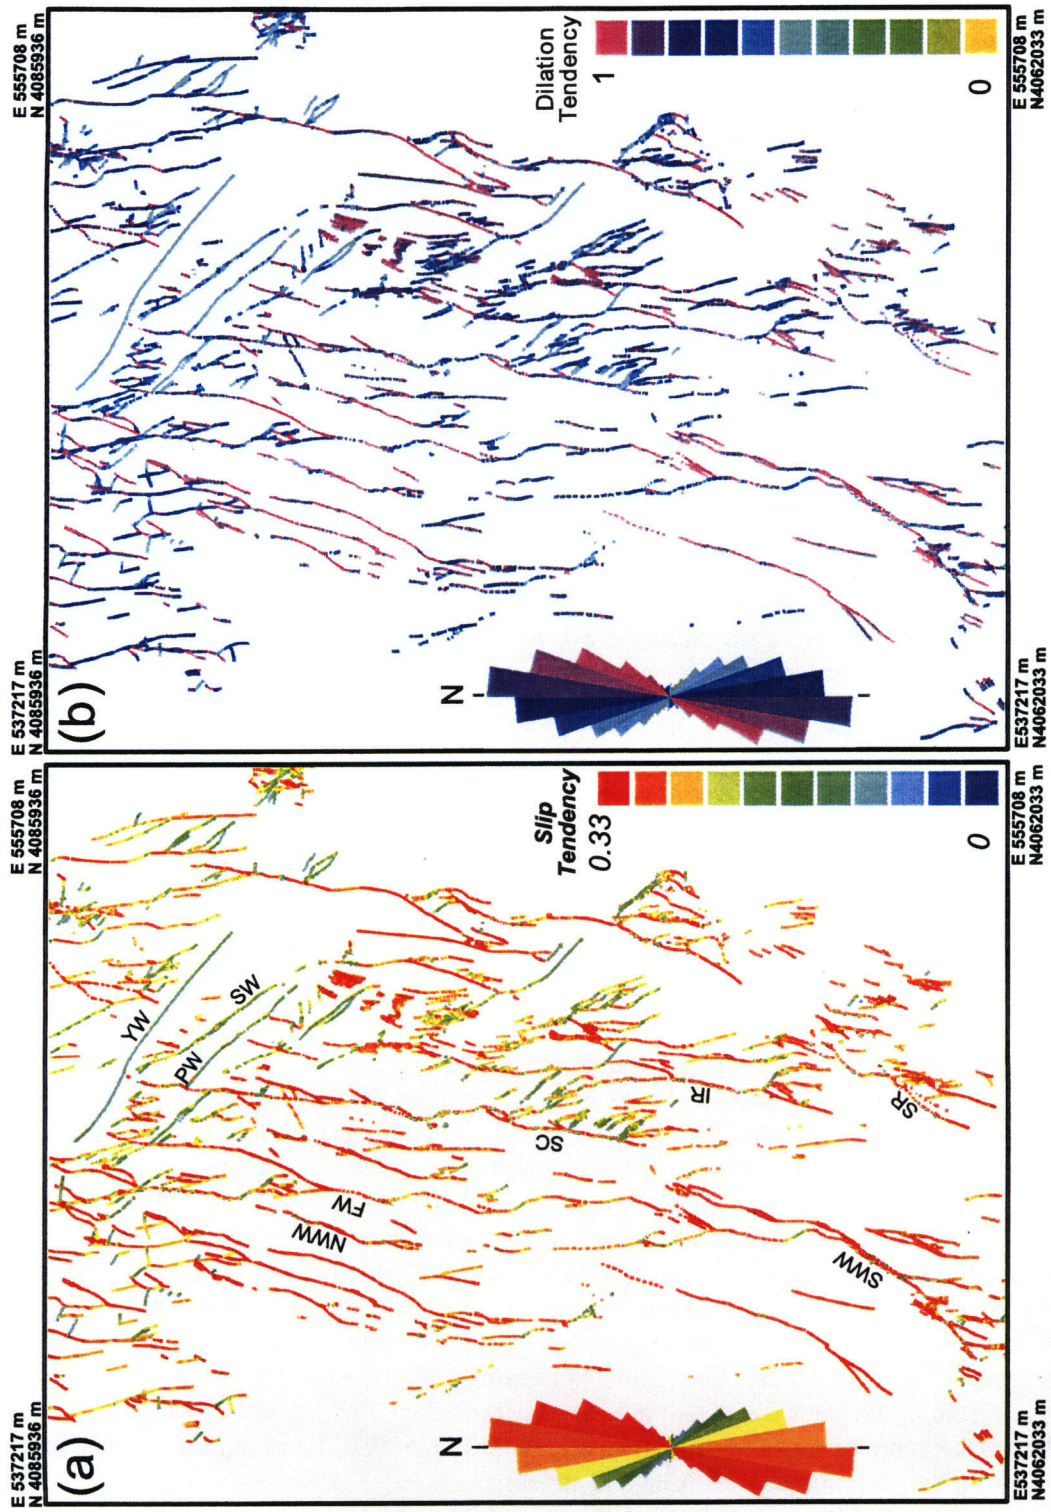 (a)
E 537217 m
N 4085936 m
E 555708 m
N 4085936 m
Slip
Tendency
0.33
0
N
YW
SW
PW
FW
NWW
SC
IR
SR
SWW
E537217 m
N4062033 m
E 555708 m
N4062033 m
(b)
E 537217 m
N 4085936 m
E 555708 m
N 4085936 m
Dilation
Tendency
1
0
N
E537217 m
N4062033 m
E 555708 m
N4062033 m